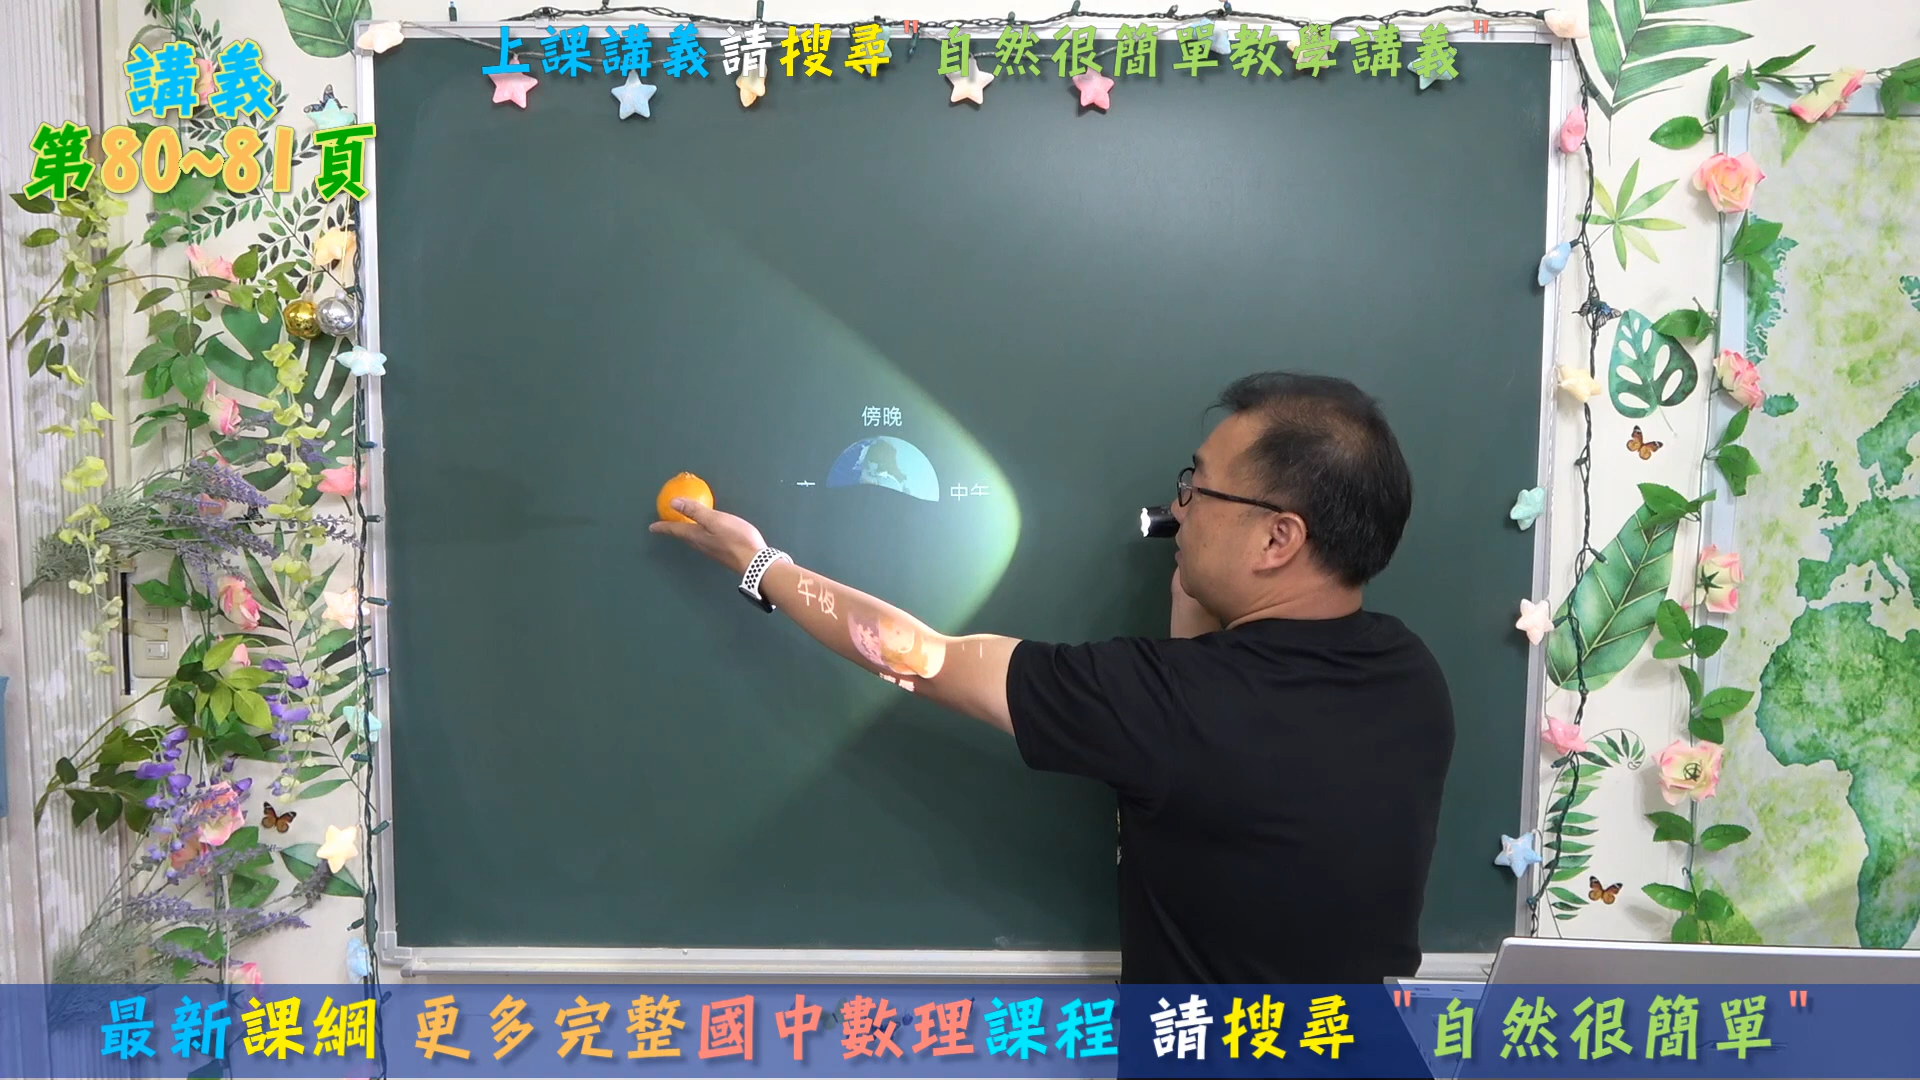 上課講義請搜尋"自然很簡單教學講義"
講義
第80~81頁
傍晚
中午
午夜
最新課綱 更多完整國中數理課程 請搜尋 "自然很簡單"